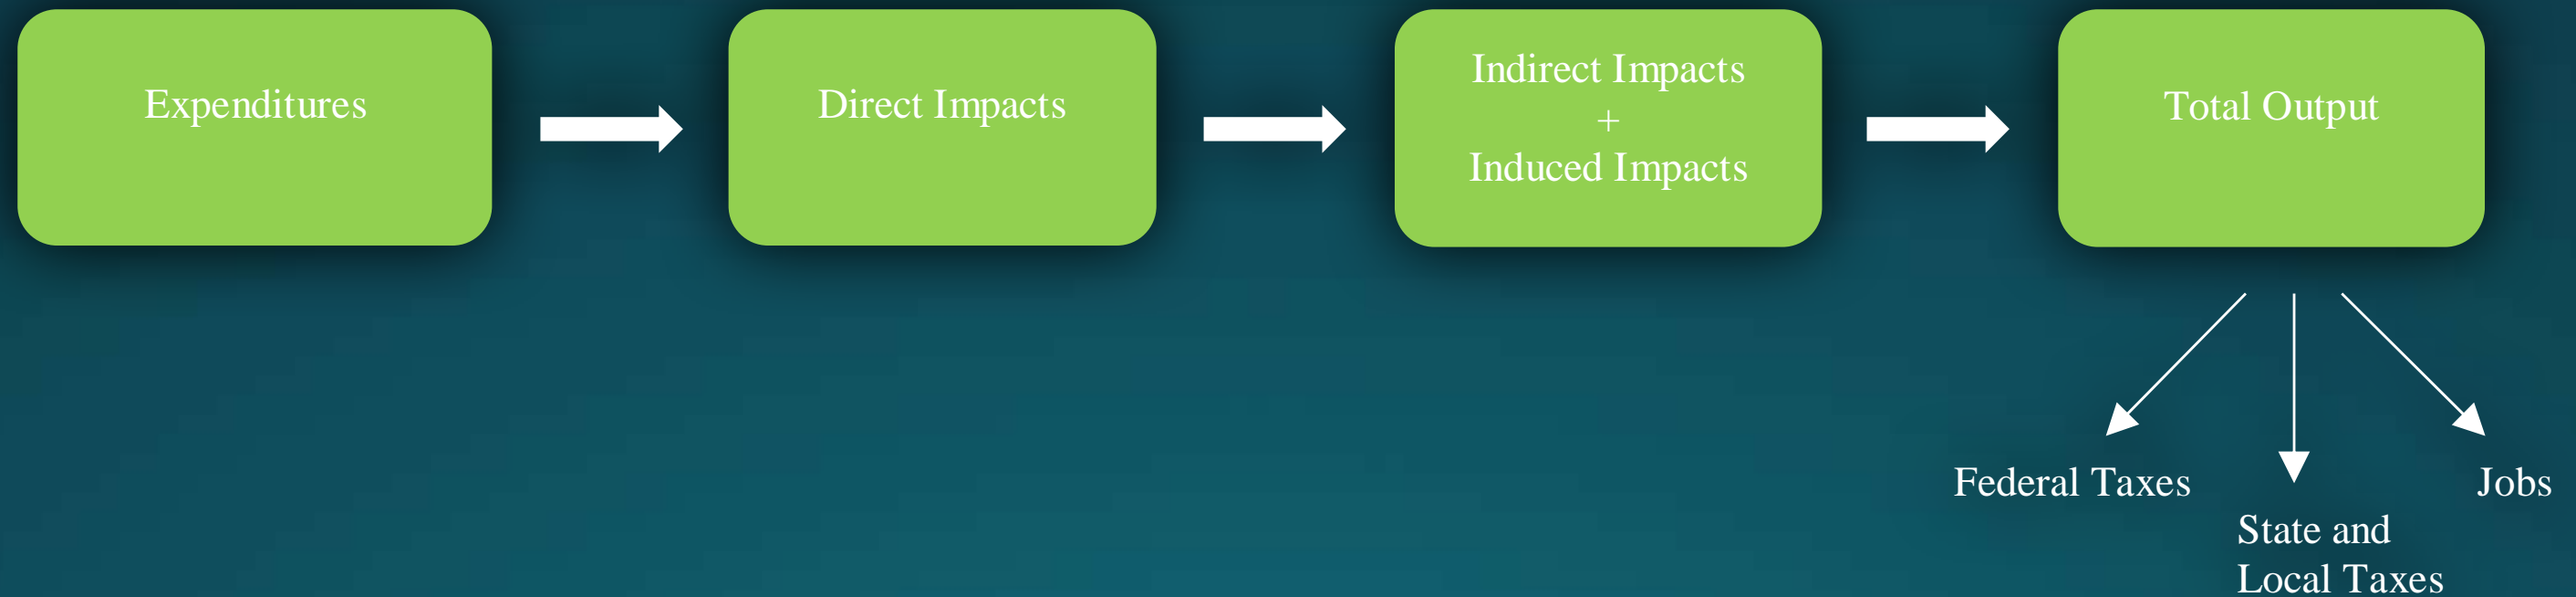 Expenditures
Direct Impacts
Indirect Impacts
+
Induced Impacts
Total Output
Federal Taxes
State and
Local Taxes
Jobs